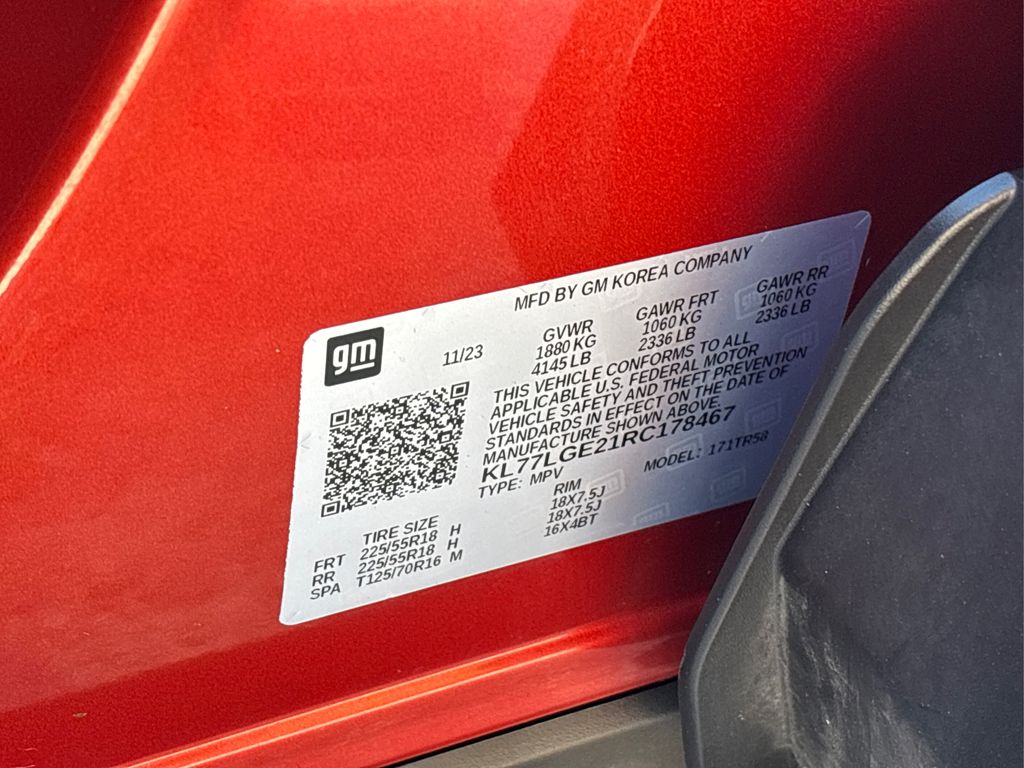 MFD BY GM KOREA COMPANY
gm
11/23
GVWR GAWR FRT GAWR RR
1880 KG 1060 KG 1060 KG
4145 LB 2336 LB 2336 LB
THIS VEHICLE CONFORMS TO ALL
APPLICABLE U.S. FEDERAL MOTOR
VEHICLE SAFETY AND THEFT PREVENTION
STANDARDS IN EFFECT ON THE DATE OF
MANUFACTURE SHOWN ABOVE.
KL77LGE21RC178467
TYPE: MPV MODEL: 171TR58
TIRE SIZE RIM
FRT 225/55R18 H 18X7.5J
RR 225/55R18 H 18X7.5J
SPA T125/70R16 M 16X4BT